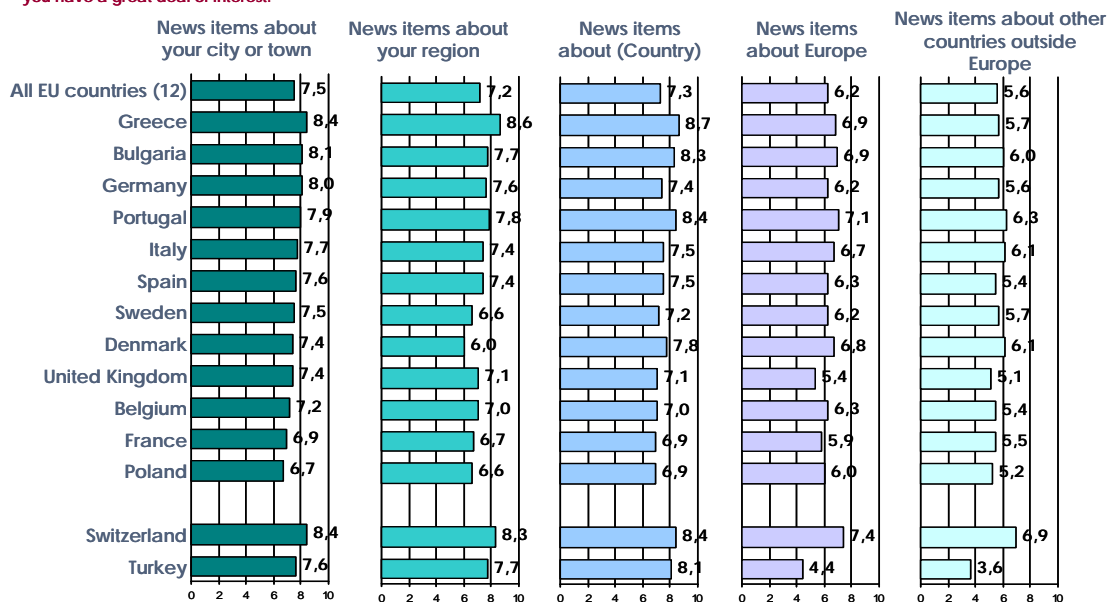 you have a great deal of interest.
News items about
your city or town
News items about
your region
News items
about (Country)
News items
about Europe
News items about other
countries outside
Europe
All EU countries (12) 7,5 7,2 7,3 6,2 5,6
Greece 8,4 8,6 8,7 6,9 5,7
Bulgaria 8,1 7,7 8,3 6,9 6,0
Germany 8,0 7,6 7,4 6,2 5,6
Portugal 7,9 7,8 8,4 7,1 6,3
Italy 7,7 7,4 7,5 6,7 6,1
Spain 7,6 7,4 7,5 6,3 5,4
Sweden 7,5 6,6 7,2 6,2 5,7
Denmark 7,4 6,0 7,8 6,8 6,1
United Kingdom 7,4 7,1 7,1 5,4 5,1
Belgium 7,2 7,0 7,0 6,3 5,4
France 6,9 6,7 6,9 5,9 5,5
Poland 6,7 6,6 6,9 6,0 5,2
Switzerland 8,4 8,3 8,4 7,4 6,9
Turkey 7,6 7,7 8,1 4,4 3,6
0 2 4 6 8 10 0 2 4 6 8 10 0 2 4 6 8 10 0 2 4 6 8 10 0 2 4 6 8 10